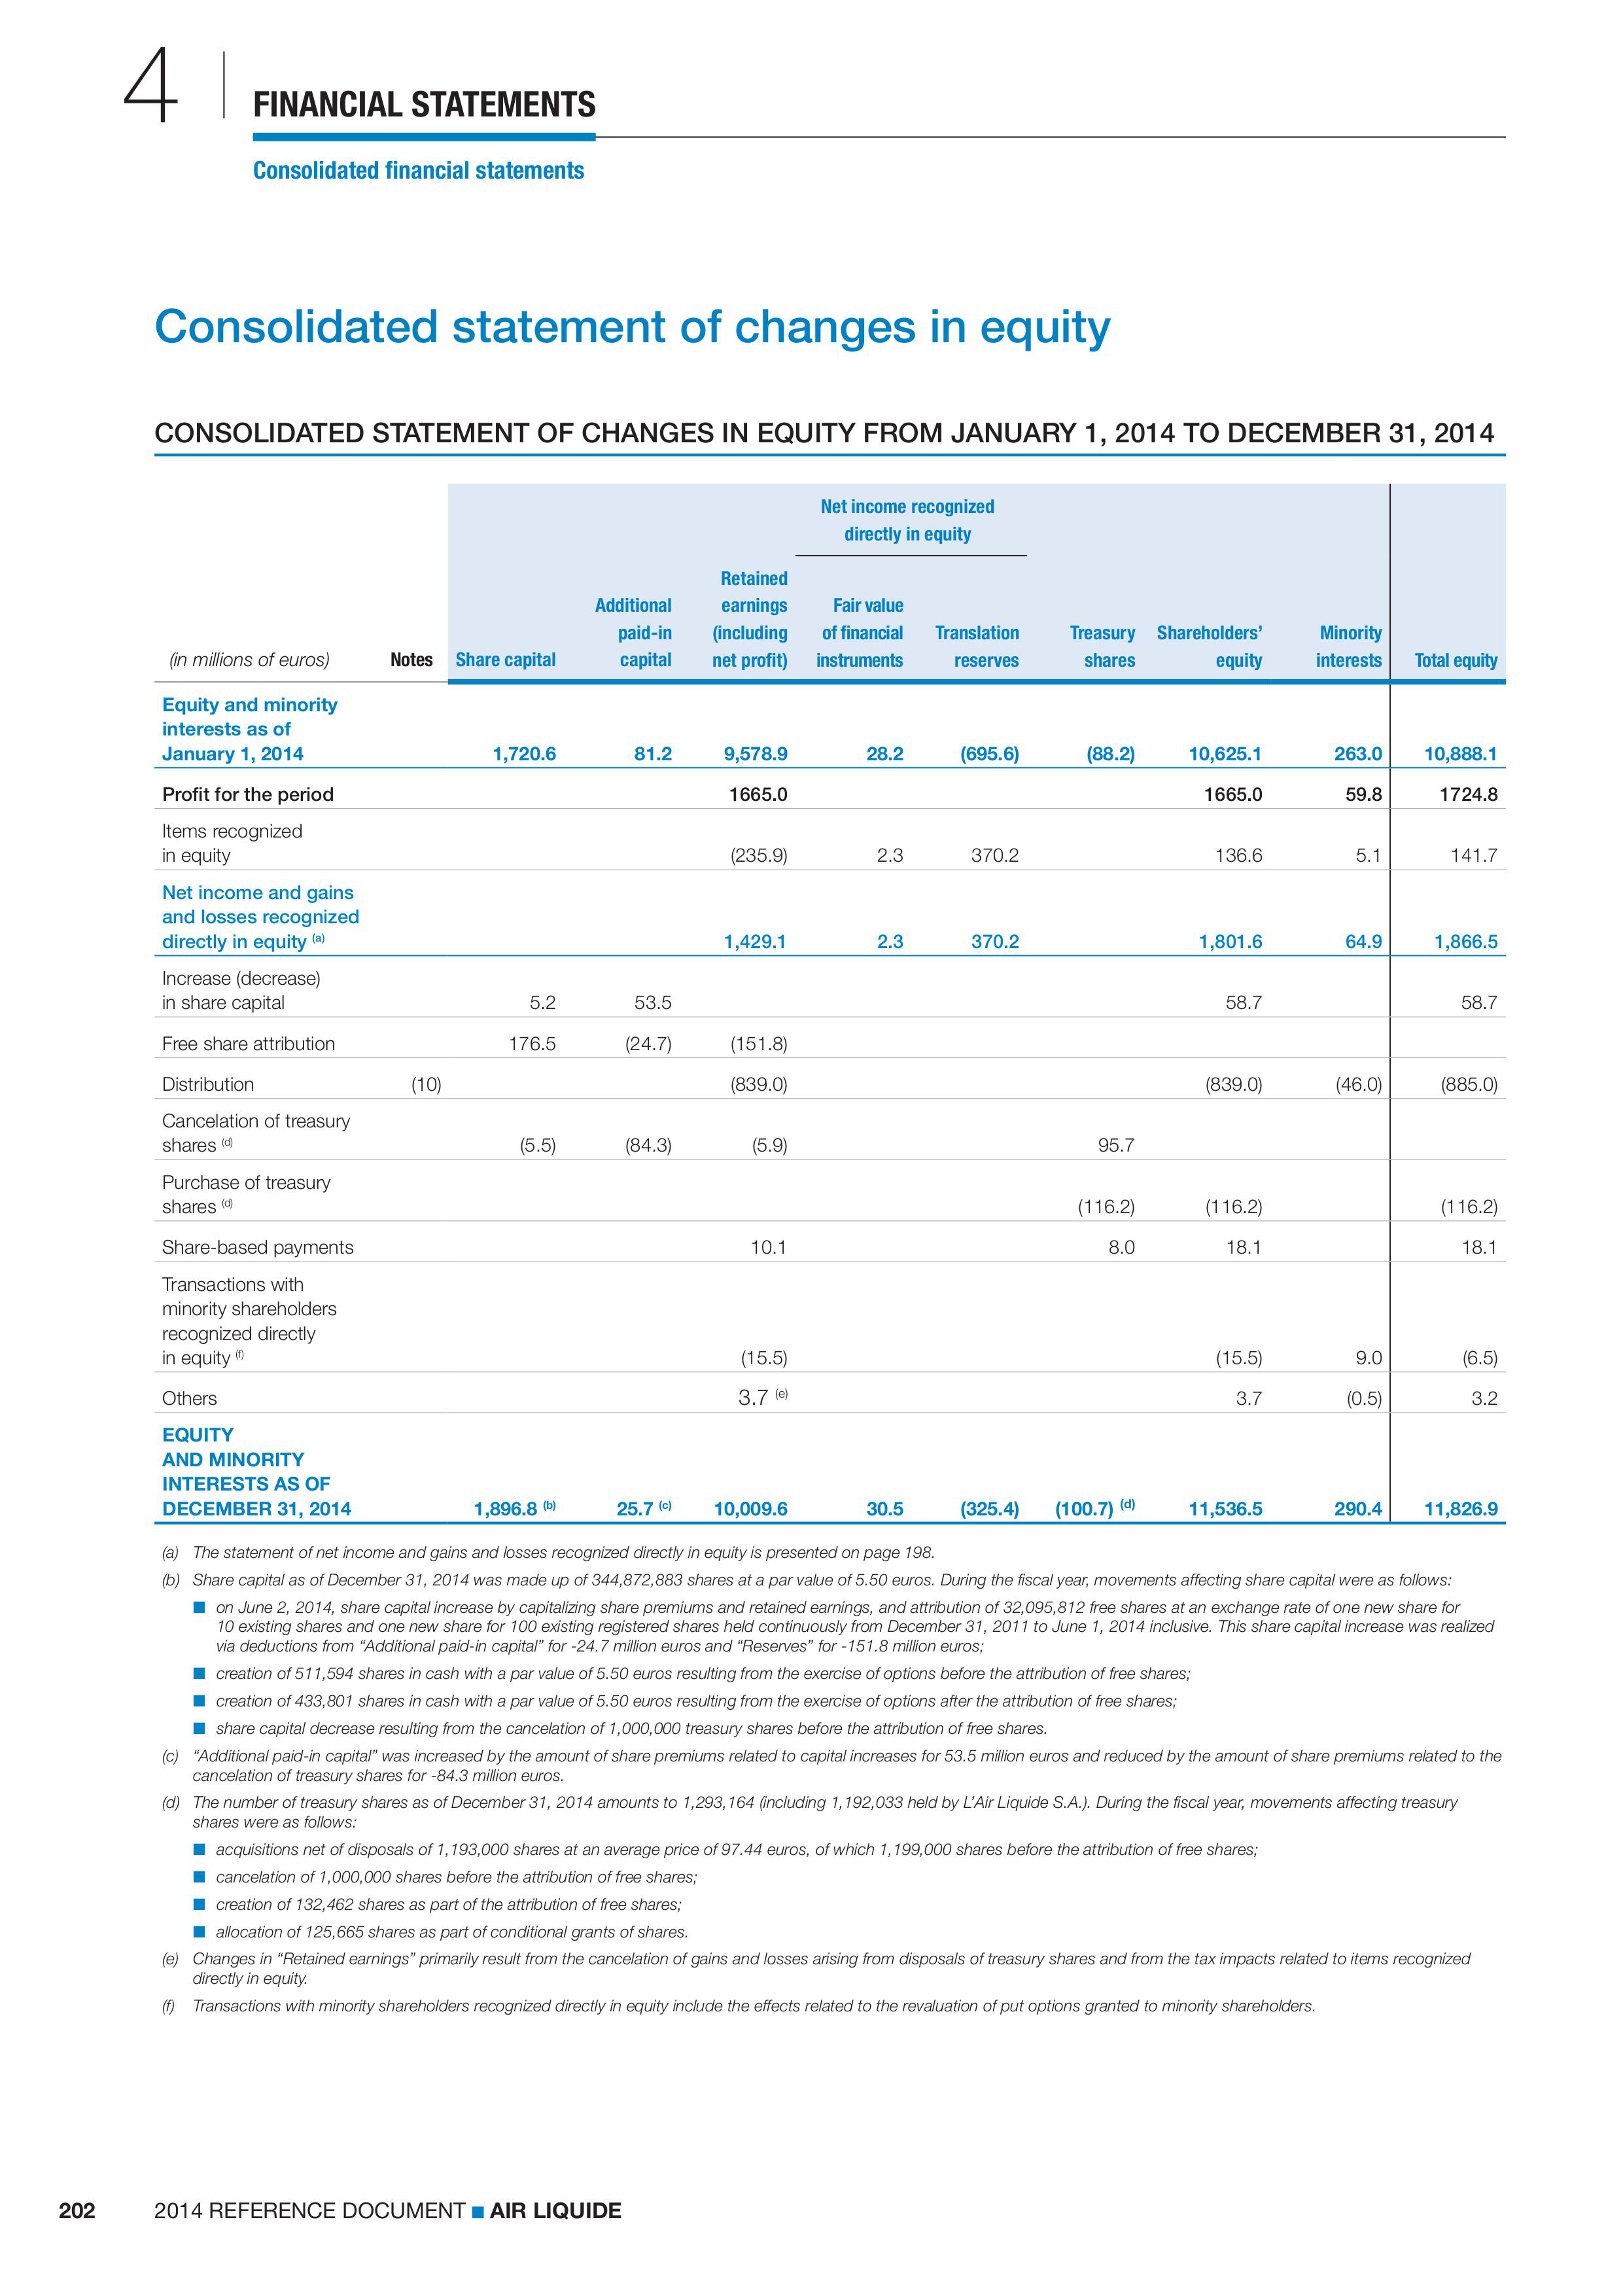 4
FINANCIAL STATEMENTS
Consolidated financial statements
Consolidated statement of changes in equity
CONSOLIDATED STATEMENT OF CHANGES IN EQUITY FROM JANUARY 1, 2014 TO DECEMBER 31, 2014
Net income recognized
directly in equity
(in millions of euros) Notes Share capital Additional paid-in capital Retained earnings (including net profit) Fair value of financial instruments Translation reserves Treasury shares Shareholders’ equity Minority interests Total equity
Equity and minority
interests as of
January 1, 2014 1,720.6 81.2 9,578.9 28.2 (695.6) (88.2) 10,625.1 263.0 10,888.1
Profit for the period 1665.0 1665.0 59.8 1724.8
Items recognized
in equity (235.9) 2.3 370.2 136.6 5.1 141.7
Net income and gains
and losses recognized
directly in equity (a) 1,429.1 2.3 370.2 1,801.6 64.9 1,866.5
Increase (decrease)
in share capital 5.2 53.5 58.7 58.7
Free share attribution 176.5 (24.7) (151.8)
Distribution (10) (839.0) (839.0) (46.0) (885.0)
Cancelation of treasury
shares (d) (5.5) (84.3) (5.9) 95.7
Purchase of treasury
shares (d) (116.2) (116.2) (116.2)
Share-based payments 10.1 8.0 18.1 18.1
Transactions with
minority shareholders
recognized directly
in equity (f) (15.5) (15.5) 9.0 (6.5)
Others 3.7 (e) 3.7 (0.5) 3.2
EQUITY
AND MINORITY
INTERESTS AS OF
DECEMBER 31, 2014 1,896.8 (b) 25.7 (c) 10,009.6 30.5 (325.4) (100.7) (d) 11,536.5 290.4 11,826.9
(a) The statement of net income and gains and losses recognized directly in equity is presented on page 198.
(b) Share capital as of December 31, 2014 was made up of 344,872,883 shares at a par value of 5.50 euros. During the fiscal year, movements affecting share capital were as follows:
■ on June 2, 2014, share capital increase by capitalizing share premiums and retained earnings, and attribution of 32,095,812 free shares at an exchange rate of one new share for
10 existing shares and one new share for 100 existing registered shares held continuously from December 31, 2011 to June 1, 2014 inclusive. This share capital increase was realized
via deductions from “Additional paid-in capital” for -24.7 million euros and “Reserves” for -151.8 million euros;
■ creation of 511,594 shares in cash with a par value of 5.50 euros resulting from the exercise of options before the attribution of free shares;
■ creation of 433,801 shares in cash with a par value of 5.50 euros resulting from the exercise of options after the attribution of free shares;
■ share capital decrease resulting from the cancelation of 1,000,000 treasury shares before the attribution of free shares.
(c) “Additional paid-in capital” was increased by the amount of share premiums related to capital increases for 53.5 million euros and reduced by the amount of share premiums related to the
cancelation of treasury shares for -84.3 million euros.
(d) The number of treasury shares as of December 31, 2014 amounts to 1,293,164 (including 1,192,033 held by L’Air Liquide S.A.). During the fiscal year, movements affecting treasury
shares were as follows:
■ acquisitions net of disposals of 1,193,000 shares at an average price of 97.44 euros, of which 1,199,000 shares before the attribution of free shares;
■ cancelation of 1,000,000 shares before the attribution of free shares;
■ creation of 132,462 shares as part of the attribution of free shares;
■ allocation of 125,665 shares as part of conditional grants of shares.
(e) Changes in “Retained earnings” primarily result from the cancelation of gains and losses arising from disposals of treasury shares and from the tax impacts related to items recognized
directly in equity.
(f) Transactions with minority shareholders recognized directly in equity include the effects related to the revaluation of put options granted to minority shareholders.
202 2014 REFERENCE DOCUMENT ■ AIR LIQUIDE